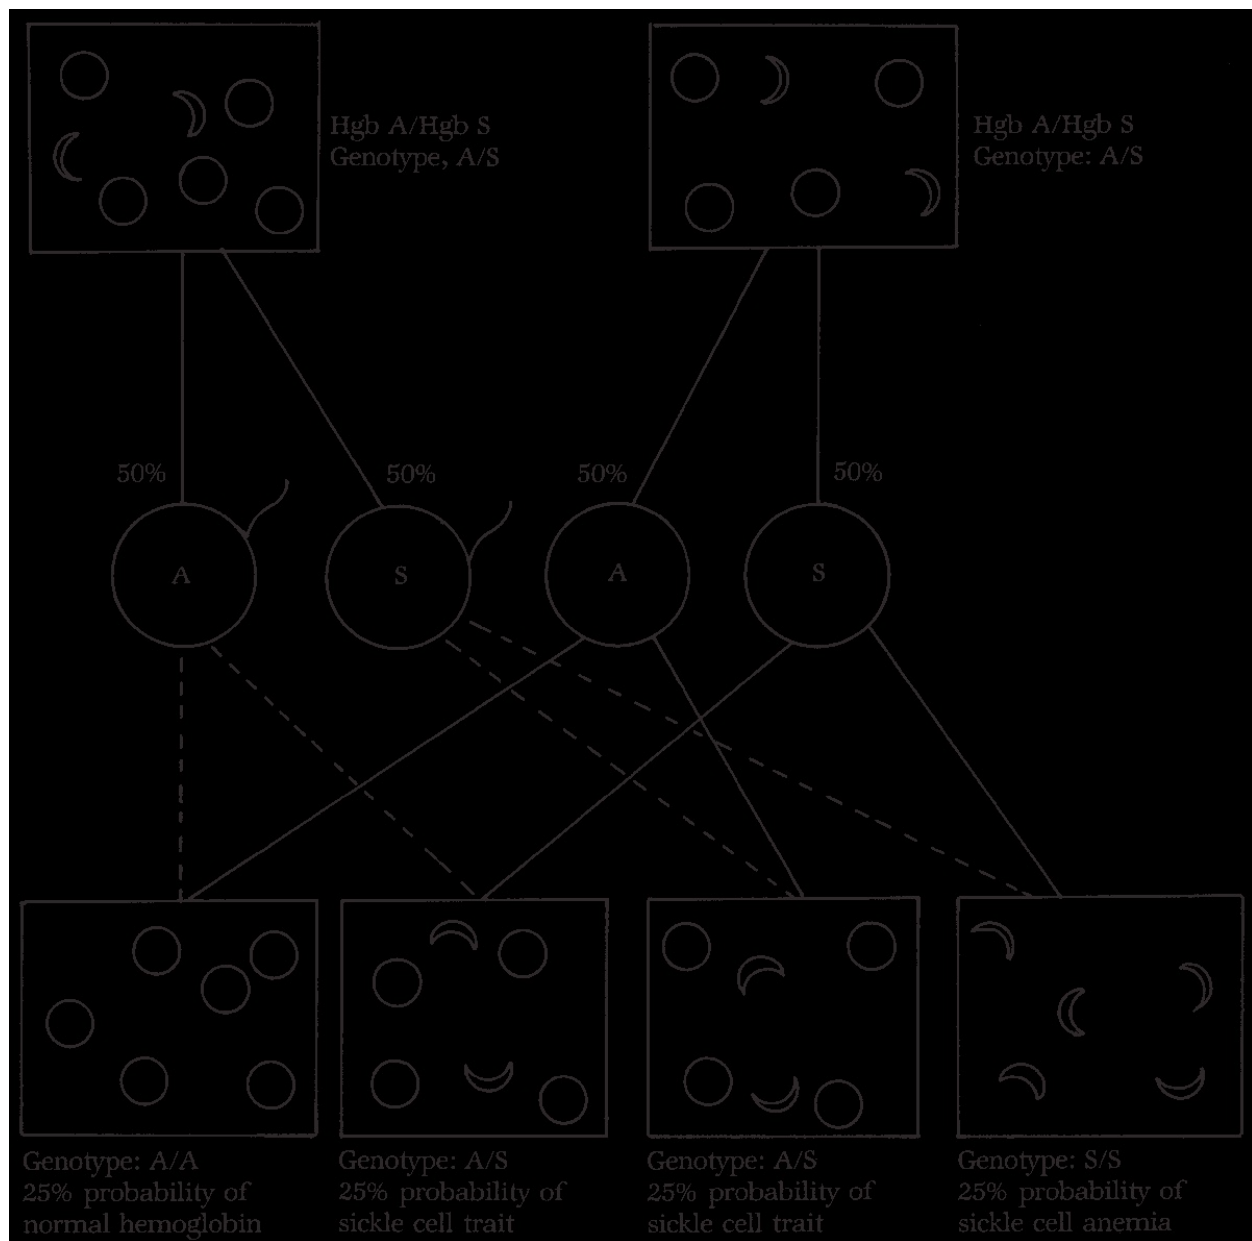 Hgb A/Hgb S
Genotype, A/S
Hgb A/Hgb S
Genotype: A/S
50%
50%
50%
50%
A
S
A
S
Genotype: A/A
25% probability of
normal hemoglobin
Genotype: A/S
25% probability of
sickle cell trait
Genotype: A/S
25% probability of
sickle cell trait
Genotype: S/S
25% probability of
sickle cell anemia